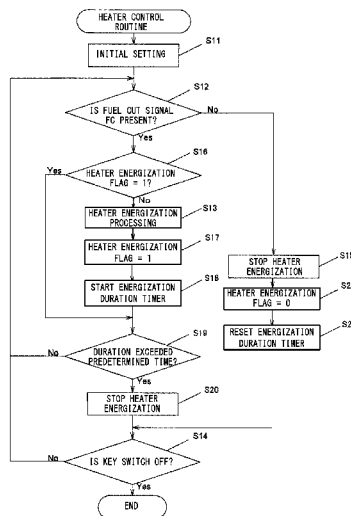 HEATER CONTROL
ROUTINE
S11
INITIAL SETTING
S12
IS FUEL CUT SIGNAL
FC PRESENT?
No
Yes
S16
HEATER ENERGIZATION
FLAG = 1?
Yes
No
S13
HEATER ENERGIZATION
PROCESSING
S17
HEATER ENERGIZATION
FLAG = 1
S18
START ENERGIZATION
DURATION TIMER
STOP HEATER
ENERGIZATION
HEATER ENERGIZATION
FLAG = 0
RESET ENERGIZATION
DURATION TIMER
S19
DURATION EXCEEDED
PREDETERMINED TIME?
No
Yes
S20
STOP HEATER
ENERGIZATION
S14
IS KEY SWITCH OFF?
No
Yes
END